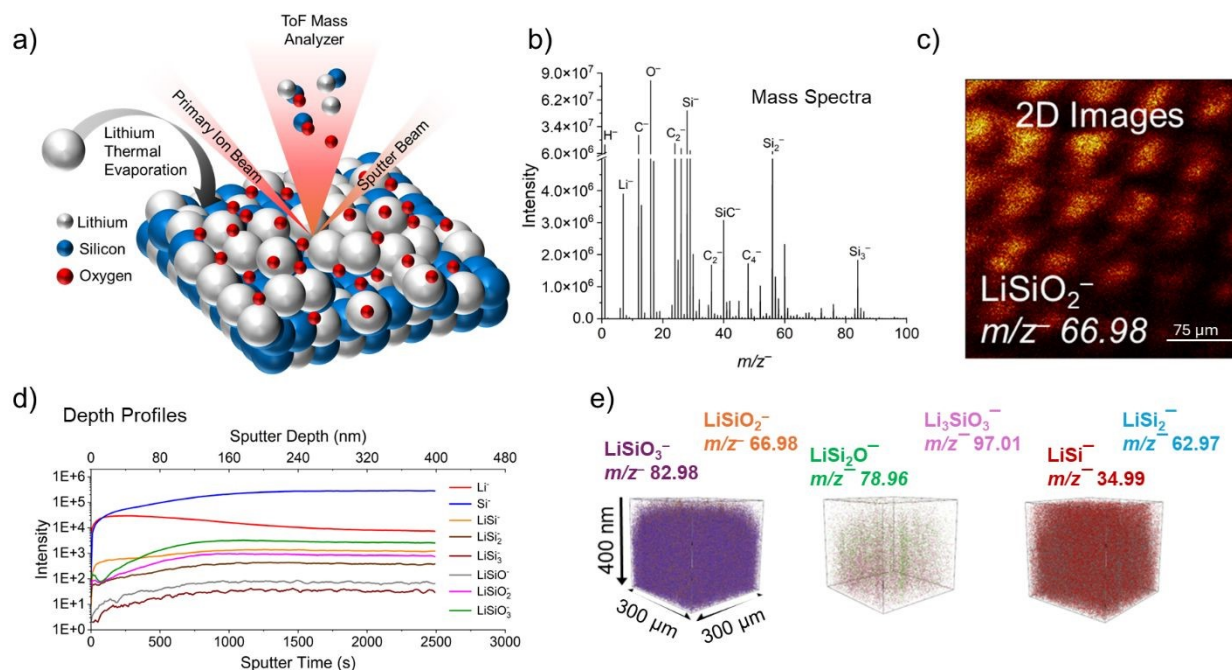 a)
ToF Mass
Analyzer
Primary Ion Beam
Sputter Beam
Lithium
Thermal
Evaporation
Lithium
Silicon
Oxygen
b)
Mass Spectra
Intensity
9.0×10⁷
6.2×10⁷
3.4×10⁷
6.0×10⁶
4.0×10⁶
2.0×10⁶
0.0
H⁻
Li⁻
C⁻
O⁻
C₂⁻
Si⁻
C₂⁻
SiC⁻
C₄⁻
Si₂⁻
Si₃⁻
0 20 40 60 80 100
m/z⁻
c)
2D Images
LiSiO₂⁻
m/z⁻ 66.98
75 µm
d)
Depth Profiles
Sputter Depth (nm)
0 80 160 240 320 400 480
Intensity
1E+6
1E+5
1E+4
1E+3
1E+2
1E+1
1E+0
Li⁻
Si⁻
LiSi⁻
LiSi₂⁻
LiSi₃⁻
LiSiO⁻
LiSiO₂⁻
LiSiO₃⁻
0 500 1000 1500 2000 2500 3000
Sputter Time (s)
e)
LiSiO₃⁻
m/z⁻ 82.98
LiSiO₂⁻
m/z⁻ 66.98
LiSi₂O⁻
m/z⁻ 78.96
Li₃SiO₃⁻
m/z⁻ 97.01
LiSi⁻
m/z⁻ 34.99
LiSi₂⁻
m/z⁻ 62.97
400 nm
300 µm
300 µm